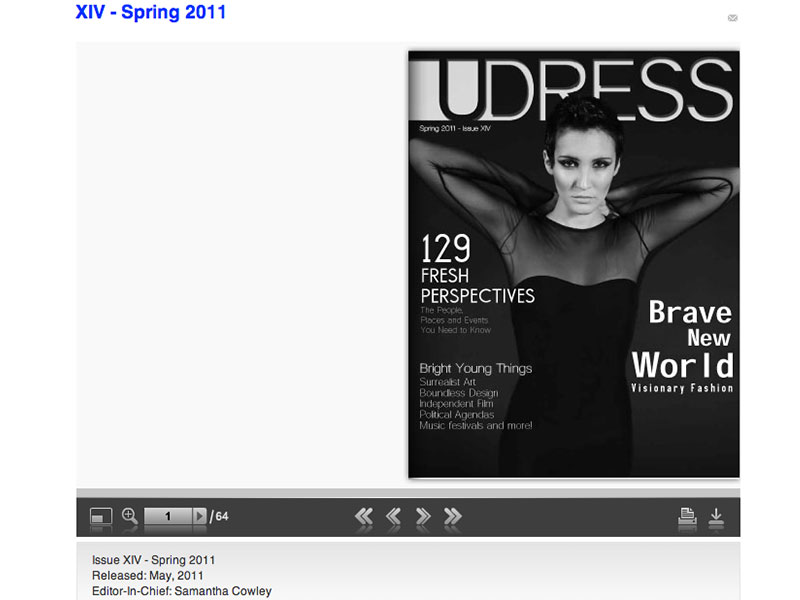 XIV - Spring 2011
UDRESS
Spring 2011 - Issue XIV
129
FRESH
PERSPECTIVES
The People,
Places and Events
You Need to Know
Brave
New
World
Visionary Fashion
Bright Young Things
Surrealist Art
Boundless Design
Independent Film
Political Agendas
Music festivals and more!
1 /64
Issue XIV - Spring 2011
Released: May, 2011
Editor-In-Chief: Samantha Cowley